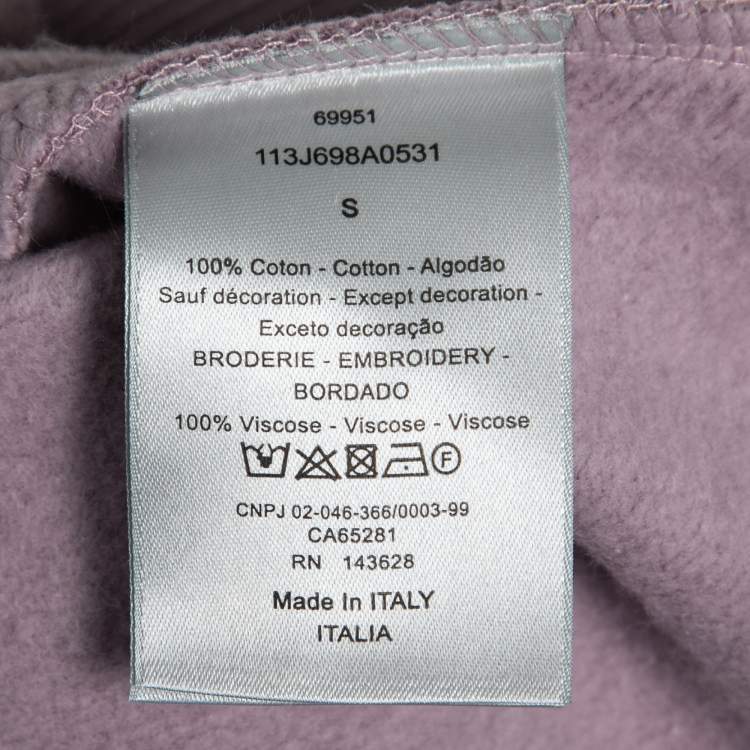 69951
113J698A0531
S
100% Coton - Cotton - Algodão
Sauf décoration - Except decoration -
Exceto decoração
BRODERIE - EMBROIDERY -
BORDADO
100% Viscose - Viscose - Viscose
F
CNPJ 02-046-366/0003-99
CA65281
RN 143628
Made In ITALY
ITALIA